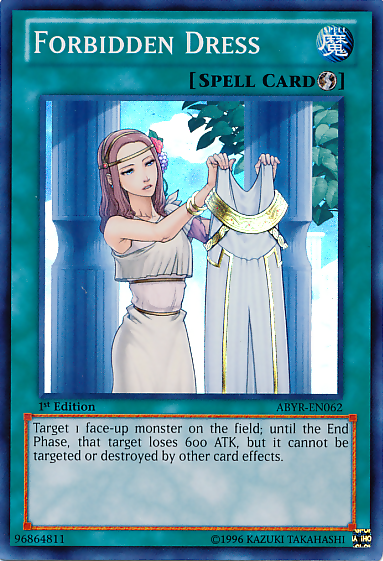 FORBIDDEN DRESS
SPELL
魔
[SPELL CARD]
1st Edition
ABYR-EN062
Target 1 face-up monster on the field; until the End
Phase, that target loses 600 ATK, but it cannot be
targeted or destroyed by other card effects.
96864811
©1996 KAZUKI TAKAHASHI